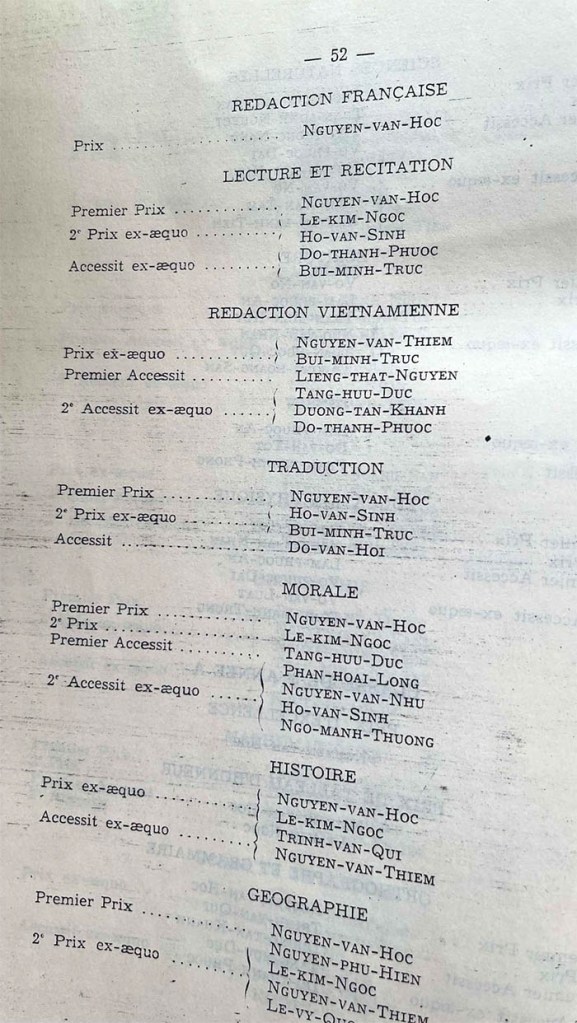 — 52 —
REDACTION FRANÇAISE
Prix . . . . . . . . . . . . . . . . . . . NGUYEN-VAN-HOC
LECTURE ET RECITATION
Premier Prix . . . . . . . . . . . NGUYEN-VAN-HOC
2e Prix ex-æquo . . . . . . . . . { LE-KIM-NGOC
HO-VAN-SINH
Accessit ex-æquo . . . . . . . . { DO-THANH-PHUOC
BUI-MINH-TRUC
REDACTION VIETNAMIENNE
Prix ex-æquo . . . . . . . . . . . { NGUYEN-VAN-THIEM
BUI-MINH-TRUC
Premier Accessit . . . . . . . . . LIENG-THAT-NGUYEN
2e Accessit ex-æquo . . . . . . { TANG-HUU-DUC
DUONG-TAN-KHANH
DO-THANH-PHUOC
TRADUCTION
Premier Prix . . . . . . . . . . . NGUYEN-VAN-HOC
2e Prix ex-æquo . . . . . . . . . { HO-VAN-SINH
BUI-MINH-TRUC
Accessit . . . . . . . . . . . . . . . DO-VAN-HOI
MORALE
Premier Prix . . . . . . . . . . . NGUYEN-VAN-HOC
2e Prix . . . . . . . . . . . . . . . . LE-KIM-NGOC
Premier Accessit . . . . . . . . . TANG-HUU-DUC
2e Accessit ex-æquo . . . . . . { PHAN-HOAI-LONG
NGUYEN-VAN-NHU
HO-VAN-SINH
NGO-MANH-THUONG
HISTOIRE
Prix ex-æquo . . . . . . . . . . . { NGUYEN-VAN-HOC
LE-KIM-NGOC
Accessit ex-æquo . . . . . . . . { TRINH-VAN-QUI
NGUYEN-VAN-THIEM
GEOGRAPHIE
Premier Prix . . . . . . . . . . . NGUYEN-VAN-HOC
2e Prix ex-æquo . . . . . . . . . { NGUYEN-PHU-HIEN
LE-KIM-NGOC
NGUYEN-VAN-THIEM